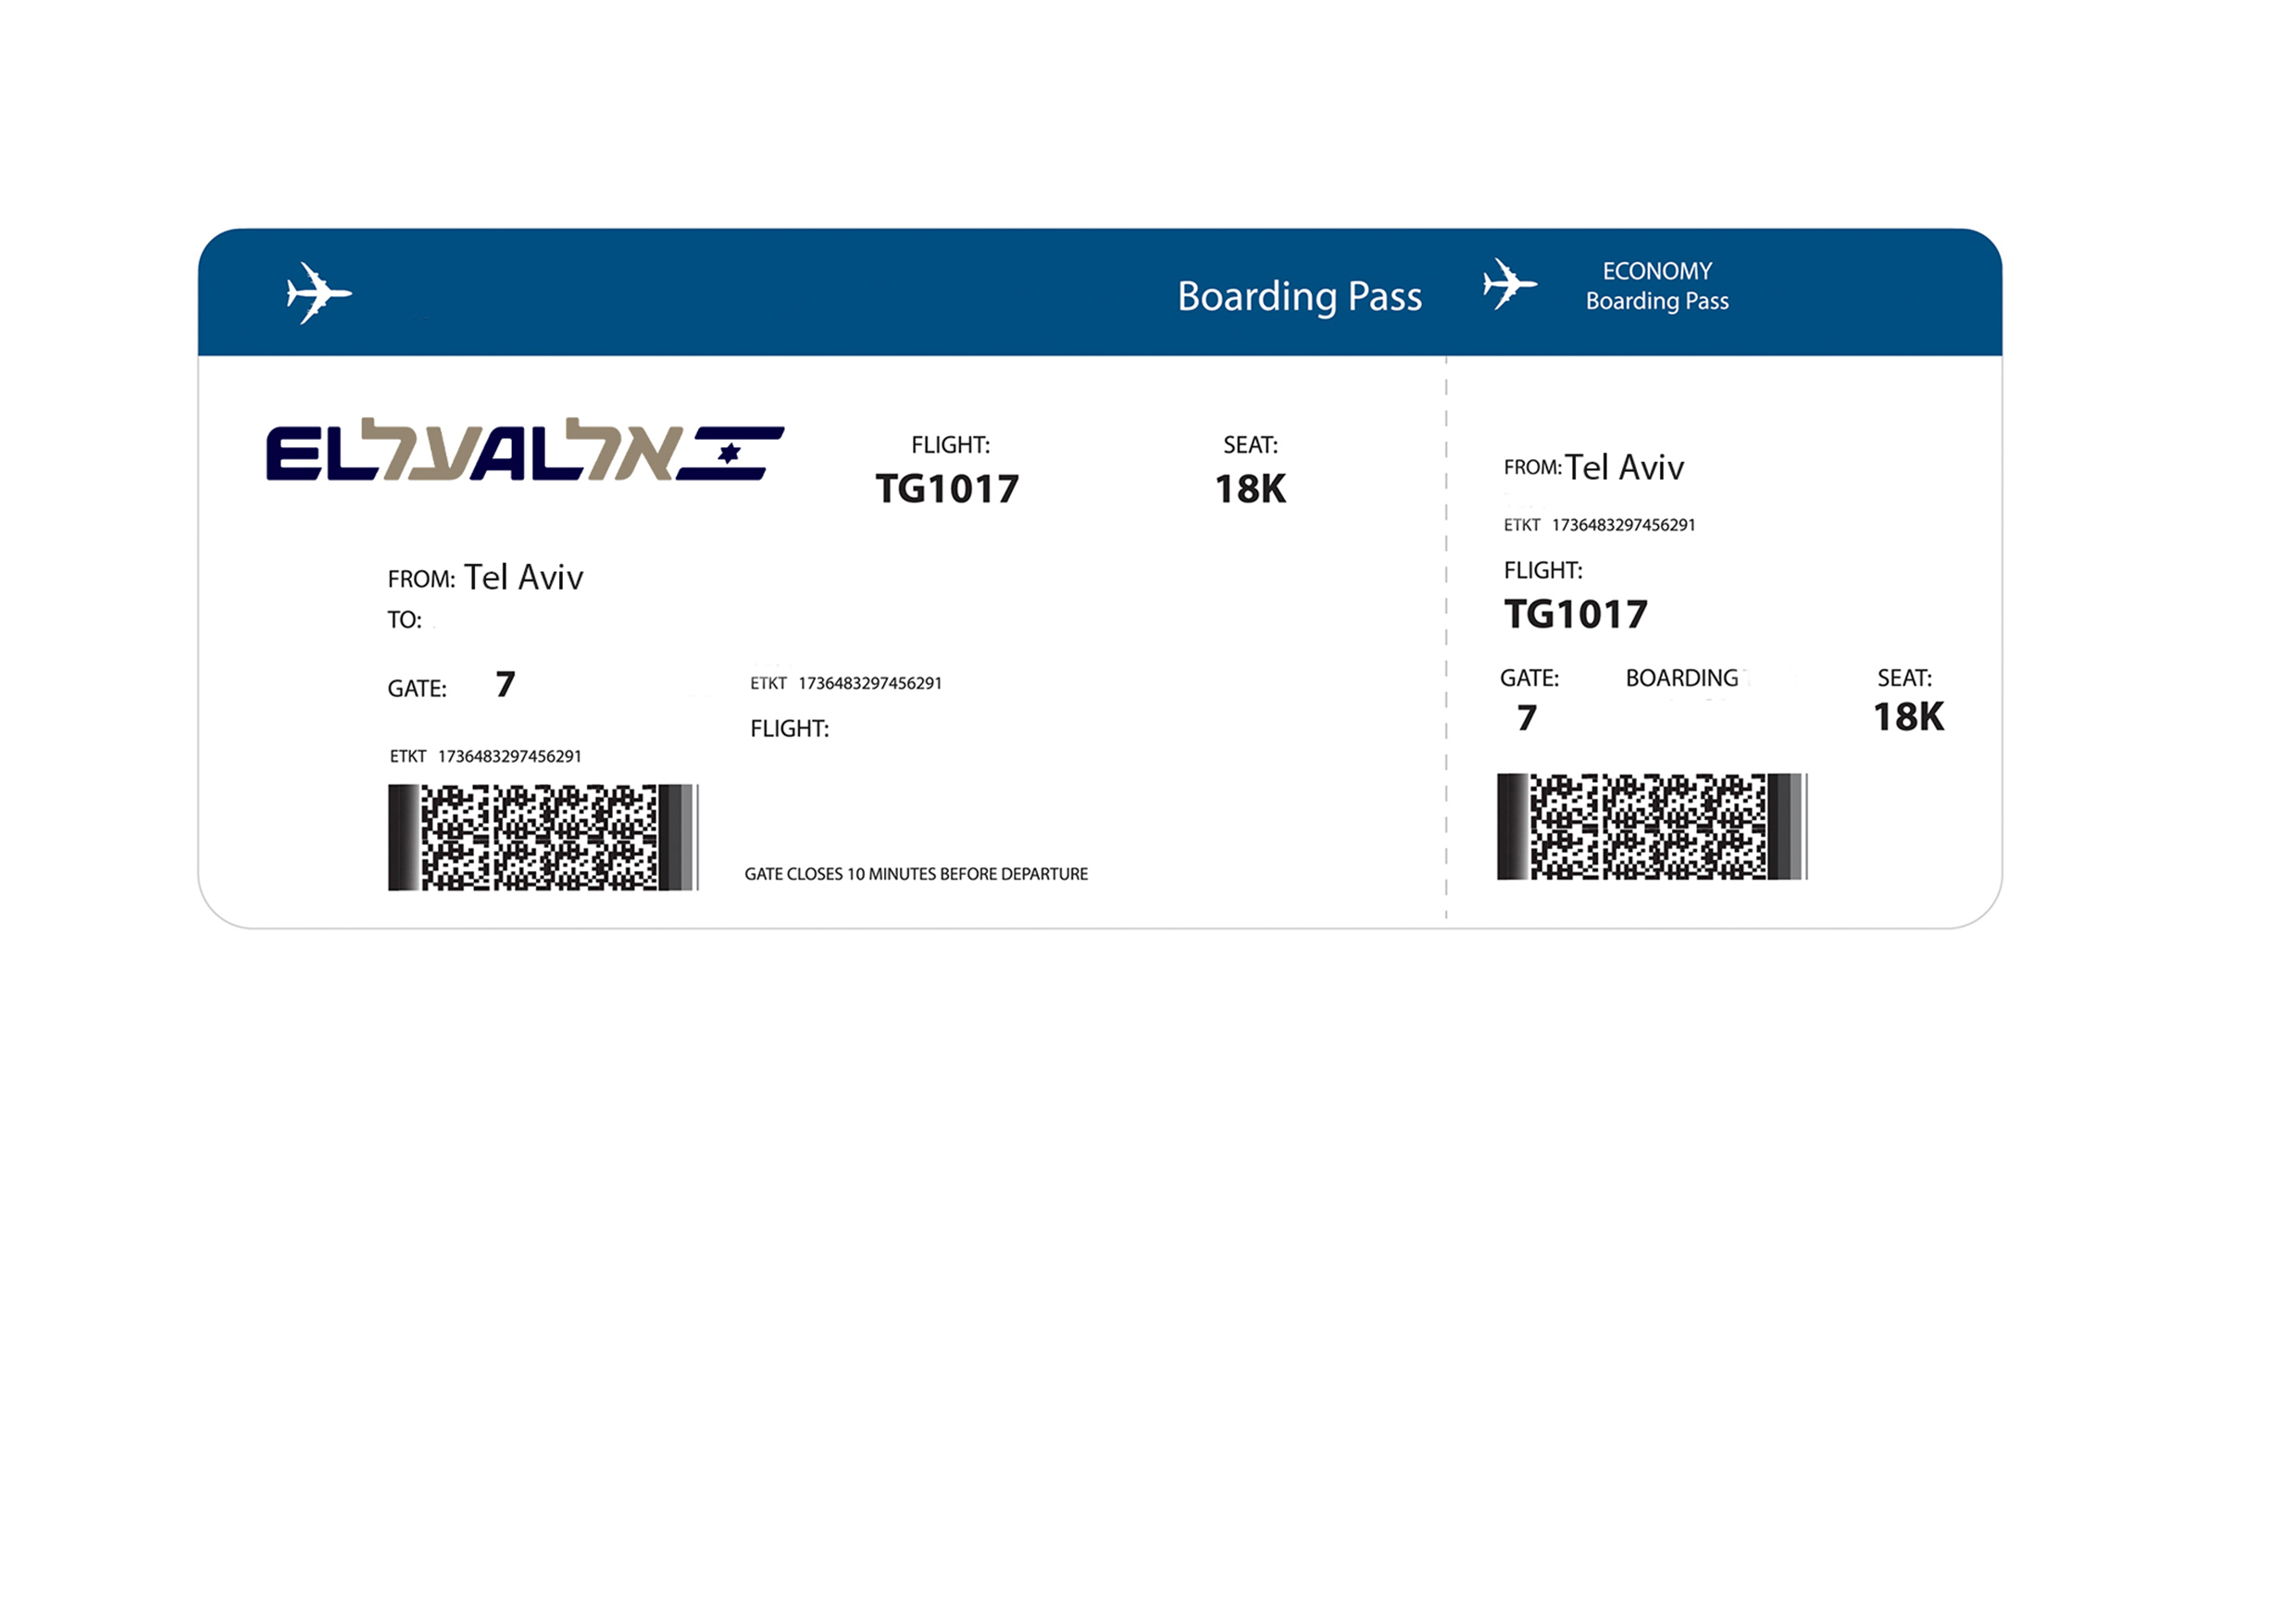 Boarding Pass
ECONOMY
Boarding Pass
ELעלALאל
FLIGHT:
TG1017
SEAT:
18K
FROM: Tel Aviv
TO:
GATE: 7
ETKT 1736483297456291
FLIGHT:
ETKT 1736483297456291
GATE CLOSES 10 MINUTES BEFORE DEPARTURE
FROM: Tel Aviv
ETKT 1736483297456291
FLIGHT:
TG1017
GATE: BOARDING SEAT:
7 18K